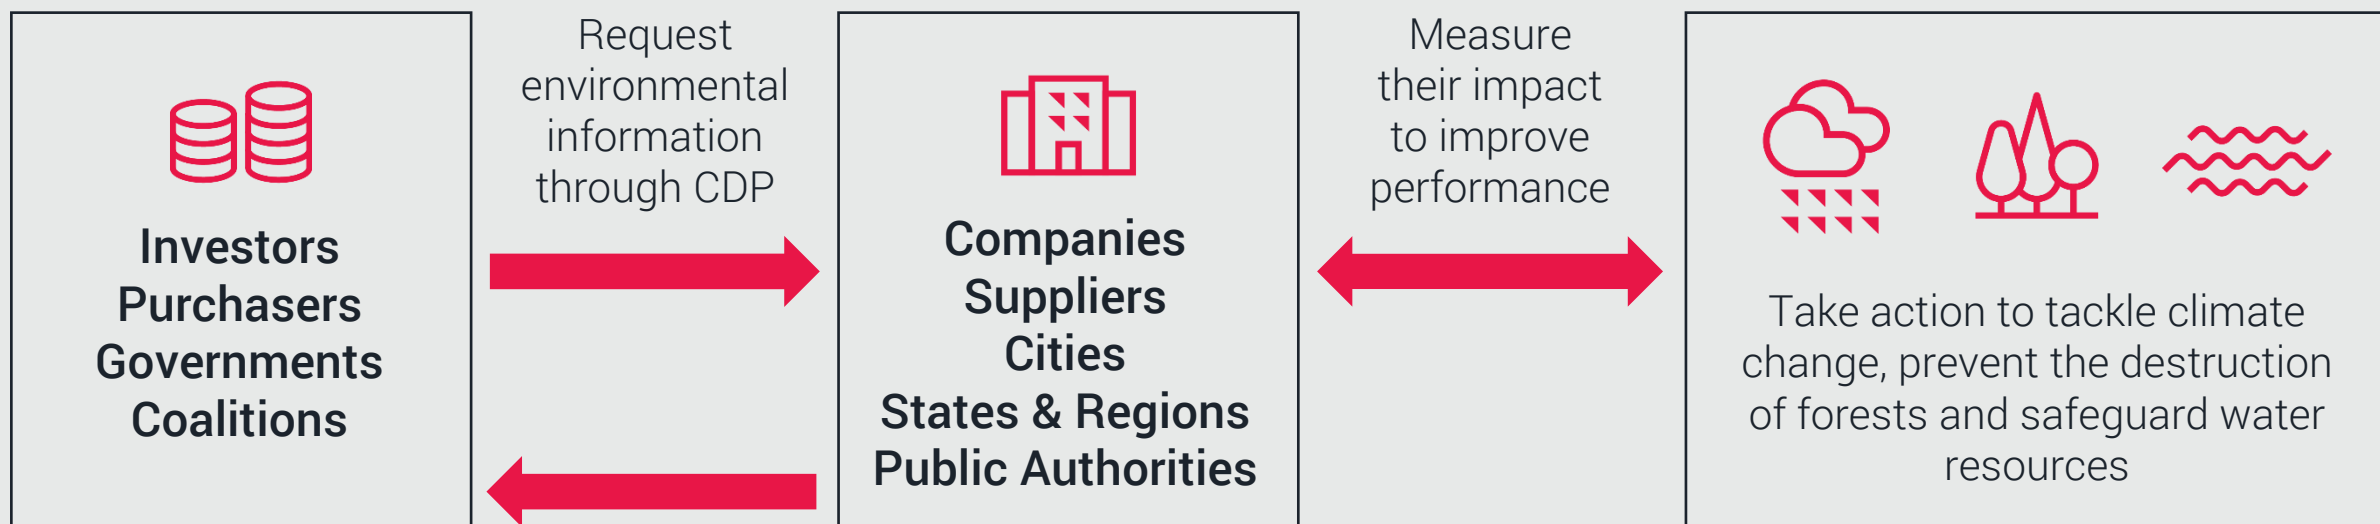 Investors
Purchasers
Governments
Coalitions
Request
environmental
information
through CDP
Companies
Suppliers
Cities
States & Regions
Public Authorities
Measure
their impact
to improve
performance
Take action to tackle climate
change, prevent the destruction
of forests and safeguard water
resources